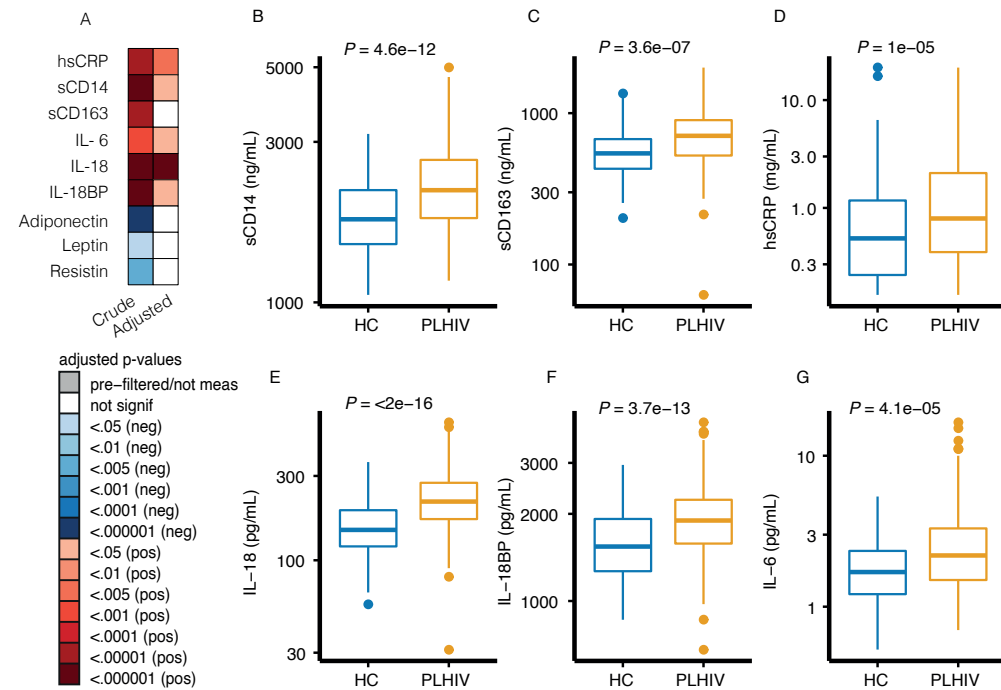 A
hsCRP
sCD14
sCD163
IL- 6
IL-18
IL-18BP
Adiponectin
Leptin
Resistin
Crude
Adjusted
adjusted p-values
pre-filtered/not meas
not signif
<.05 (neg)
<.01 (neg)
<.005 (neg)
<.001 (neg)
<.0001 (neg)
<.000001 (neg)
<.05 (pos)
<.01 (pos)
<.005 (pos)
<.001 (pos)
<.0001 (pos)
<.00001 (pos)
<.000001 (pos)
B
P = 4.6e-12
sCD14 (ng/mL)
5000
3000
1000
HC PLHIV
C
P = 3.6e-07
sCD163 (ng/mL)
1000
300
100
HC PLHIV
D
P = 1e-05
hsCRP (mg/mL)
10.0
3.0
1.0
0.3
HC PLHIV
E
P = <2e-16
IL-18 (pg/mL)
300
100
30
HC PLHIV
F
P = 3.7e-13
IL-18BP (pg/mL)
3000
2000
1000
HC PLHIV
G
P = 4.1e-05
IL-6 (pg/mL)
10
3
1
HC PLHIV